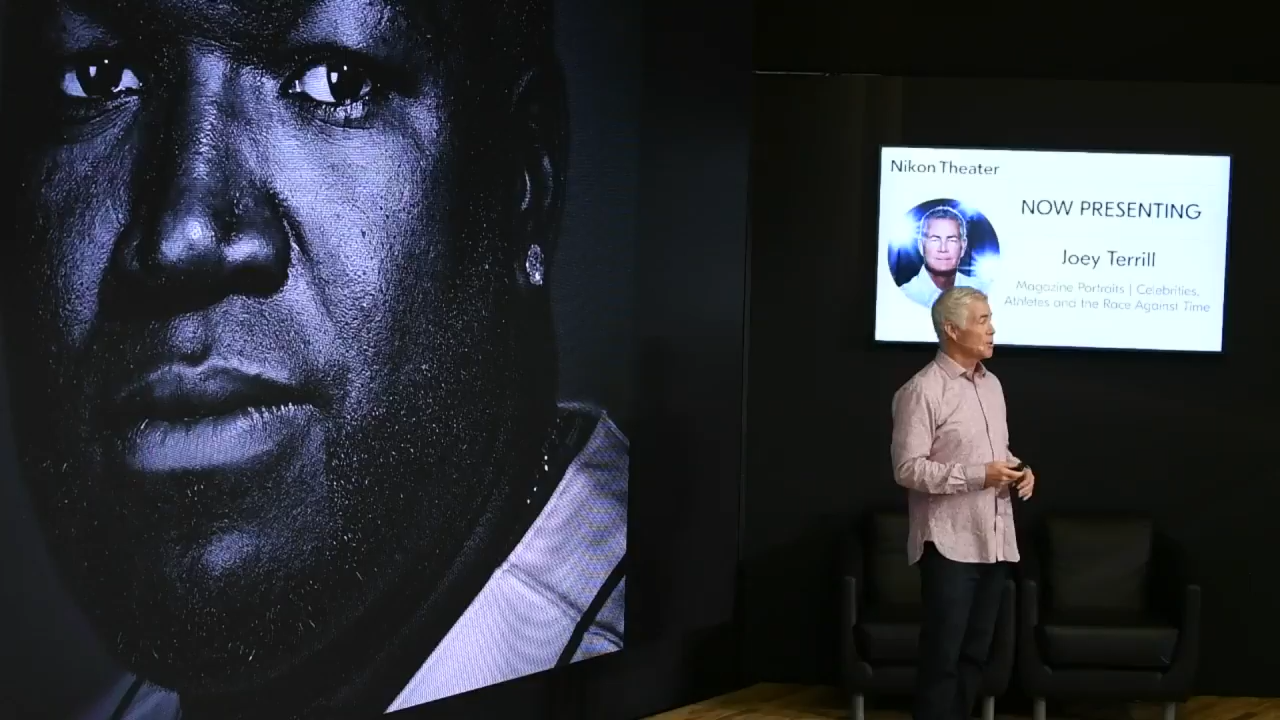 Nikon Theater
NOW PRESENTING
Joey Terrill
Magazine Portraits | Celebrities,
Athletes and the Race Against Time